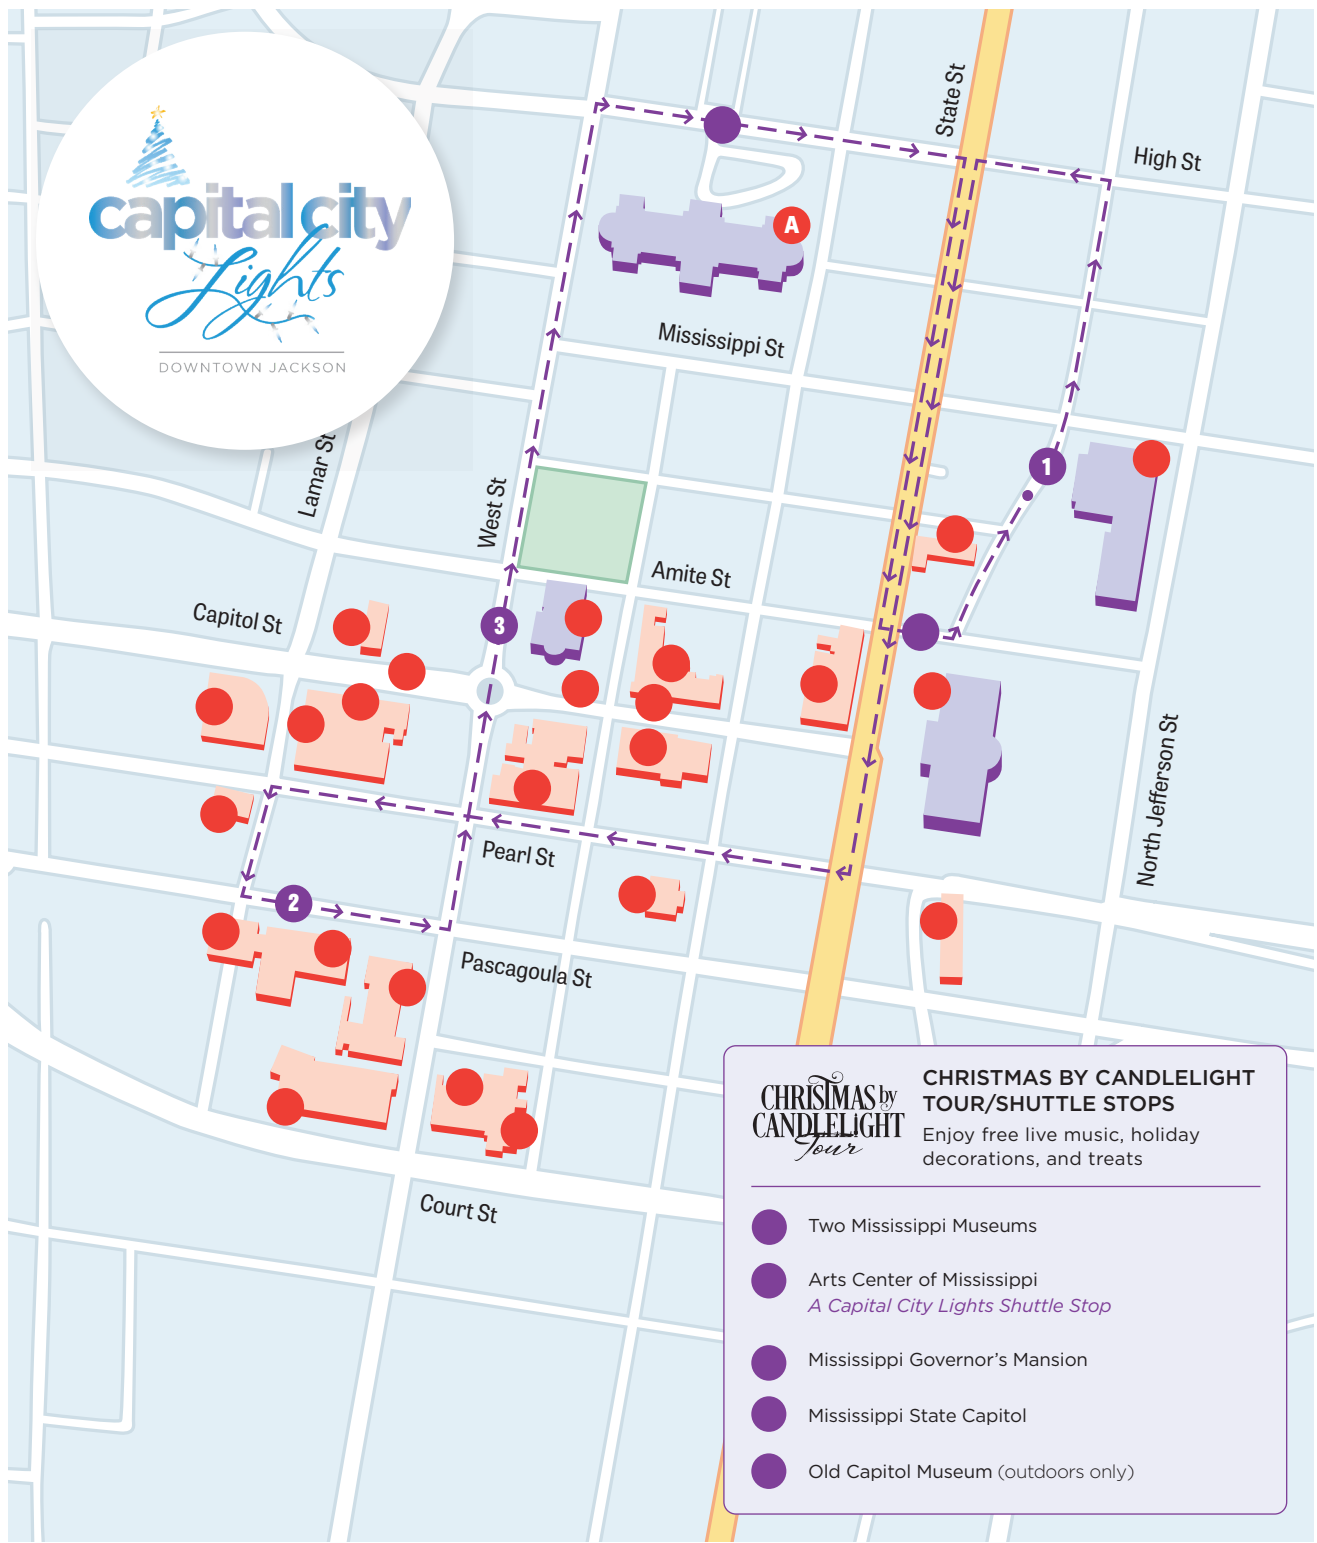 capital city
Lights
DOWNTOWN JACKSON
State St
High St
A
Mississippi St
Lamar St
West St
1
Amite St
Capitol St
3
North Jefferson St
Pearl St
2
Pascagoula St
Court St
CHRISTMAS by
CANDLELIGHT
Tour
CHRISTMAS BY CANDLELIGHT
TOUR/SHUTTLE STOPS
Enjoy free live music, holiday
decorations, and treats
Two Mississippi Museums
Arts Center of Mississippi
A Capital City Lights Shuttle Stop
Mississippi Governor's Mansion
Mississippi State Capitol
Old Capitol Museum (outdoors only)